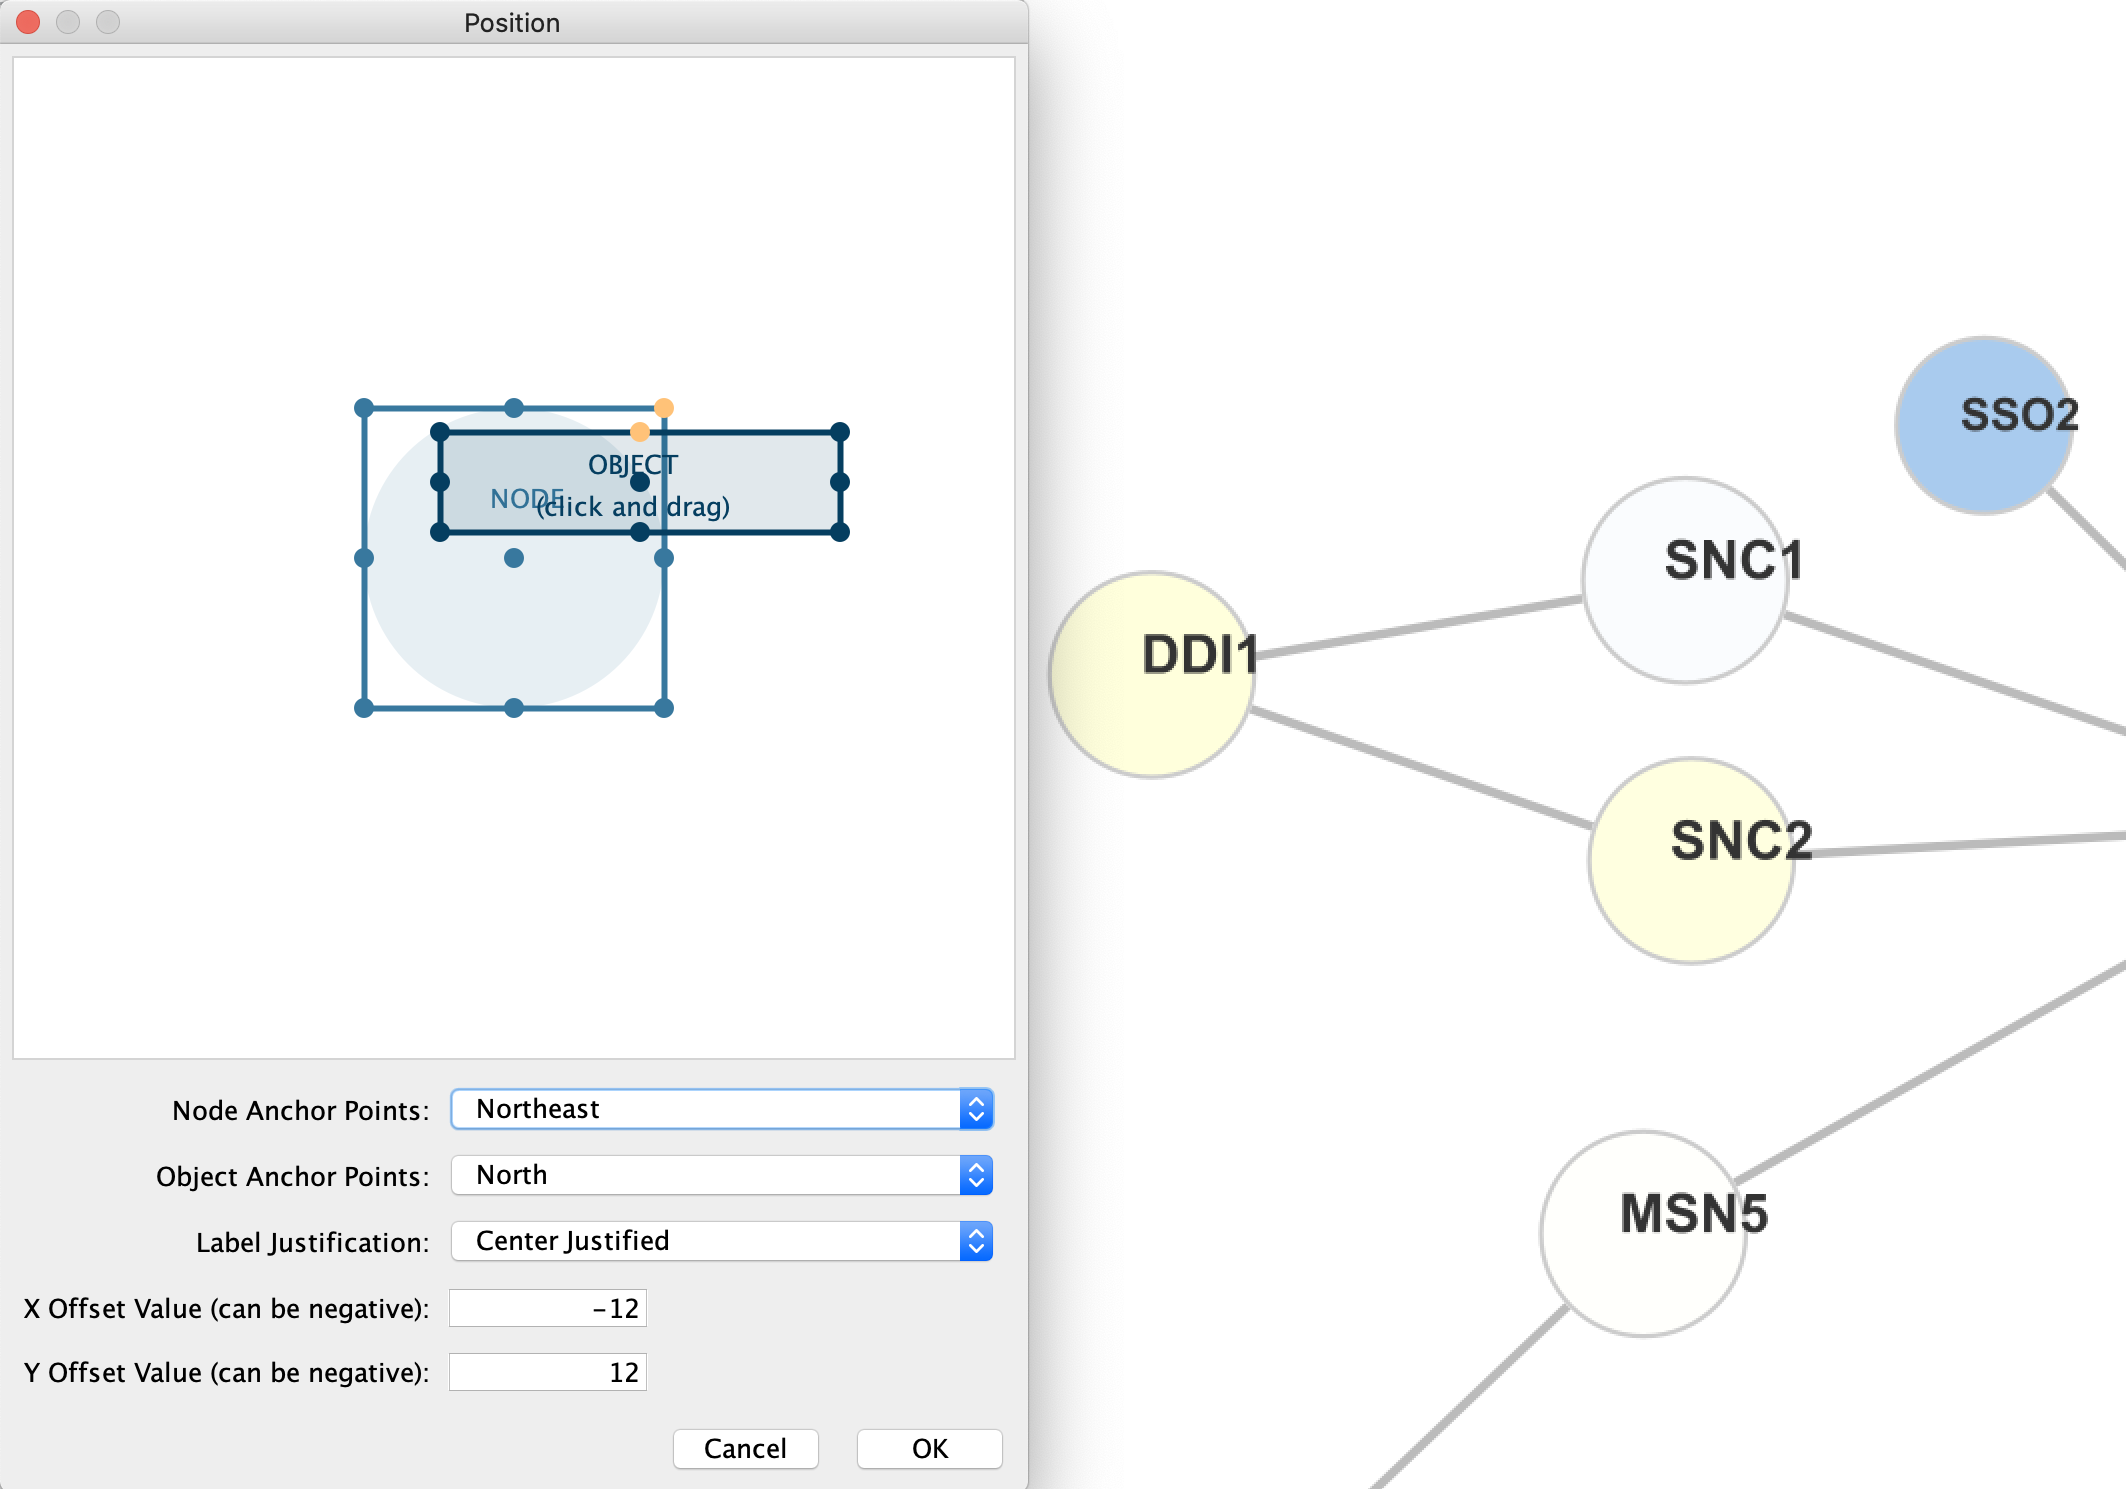 Position
OBJECT
NODE
(click and drag)
Node Anchor Points: Northeast
Object Anchor Points: North
Label Justification: Center Justified
X Offset Value (can be negative): -12
Y Offset Value (can be negative): 12
Cancel OK
SSO2
SNC1
DDI1
SNC2
MSN5